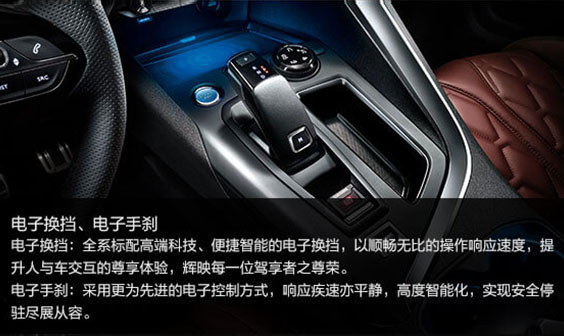 SRC
电子换挡、电子手刹
电子换挡：全系标配高端科技、便捷智能的电子换挡，以顺畅无比的操作响应速度，提
升人与车交互的尊享体验，辉映每一位驾享者之尊荣。
电子手刹：采用更为先进的电子控制方式，响应疾速亦平静，高度智能化，实现安全停
驻尽展从容。